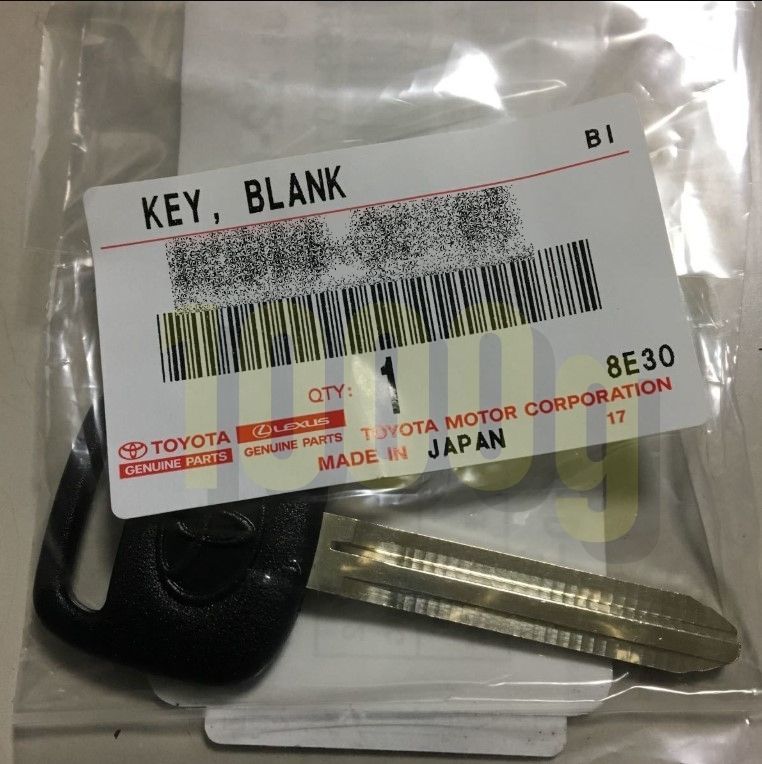 BI
KEY, BLANK
QTY: 1
8E30
TOYOTA LEXUS TOYOTA MOTOR CORPORATION
GENUINE PARTS GENUINE PARTS 17
MADE IN JAPAN
1000g